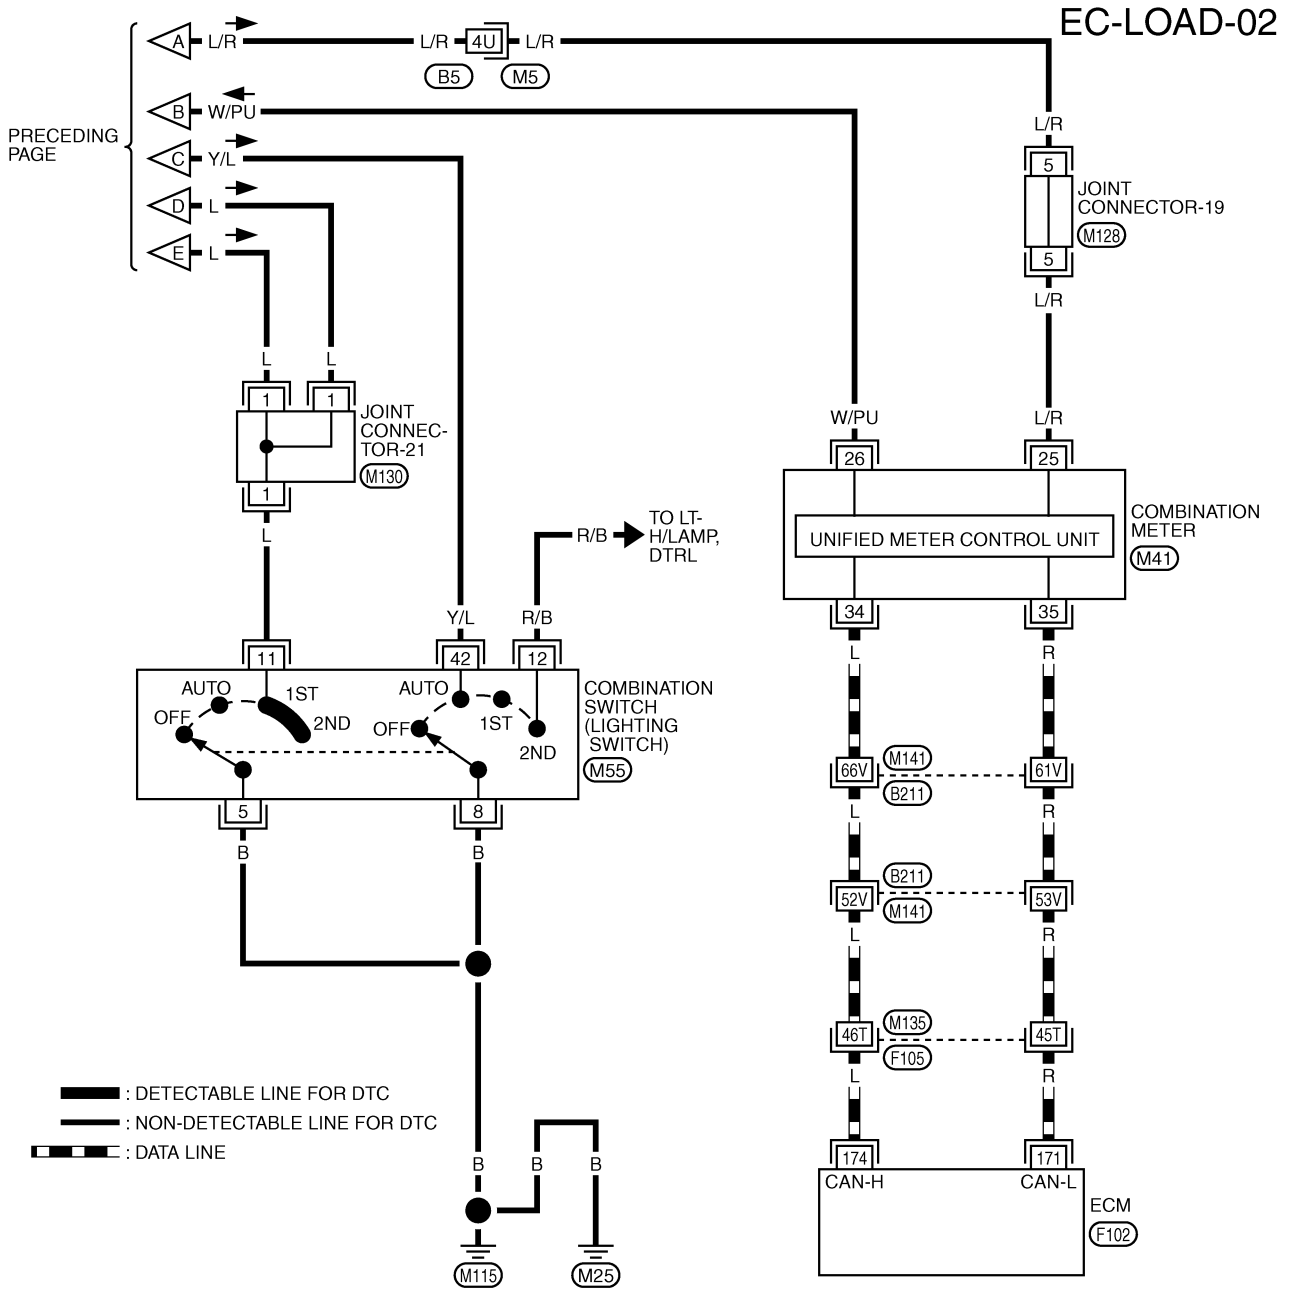 EC-LOAD-02
A L/R L/R 4U L/R
B5 M5
B W/PU
PRECEDING
PAGE
C Y/L
D L
E L
L/R
5
JOINT
CONNECTOR-19
M128
5
L/R
L L
1 1
JOINT
CONNEC-
TOR-21
M130
1
L
W/PU L/R
26 25
UNIFIED METER CONTROL UNIT
COMBINATION
METER
M41
34 35
R/B
TO LT-
H/LAMP,
DTRL
Y/L R/B
11 42 12
AUTO 1ST
OFF 2ND
AUTO
OFF 1ST
2ND
COMBINATION
SWITCH
(LIGHTING
SWITCH)
M55
5 8
B B
L R
66V M141 61V
B211
L R
B211
52V 53V
M141
L R
M135
46T 45T
F105
L R
174 171
CAN-H CAN-L
ECM
F102
: DETECTABLE LINE FOR DTC
: NON-DETECTABLE LINE FOR DTC
: DATA LINE
B B B
M115 M25